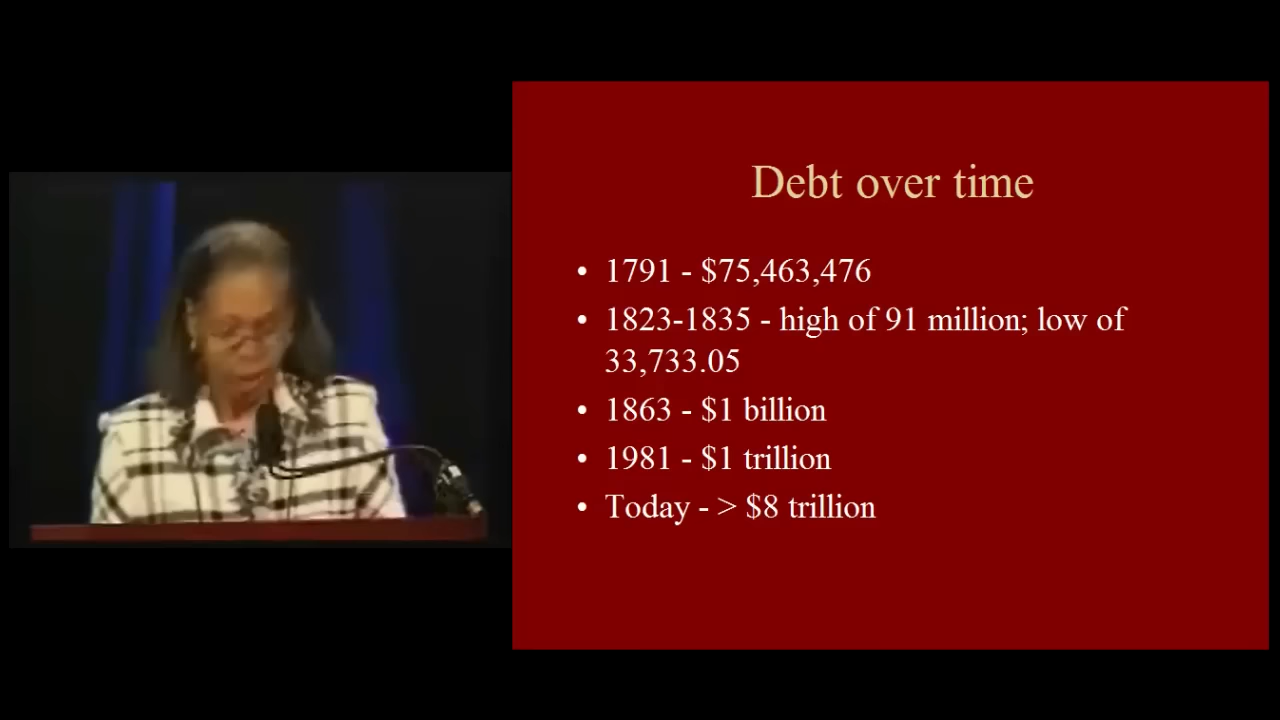 Debt over time
• 1791 - $75,463,476
• 1823-1835 - high of 91 million; low of
33,733.05
• 1863 - $1 billion
• 1981 - $1 trillion
• Today - > $8 trillion